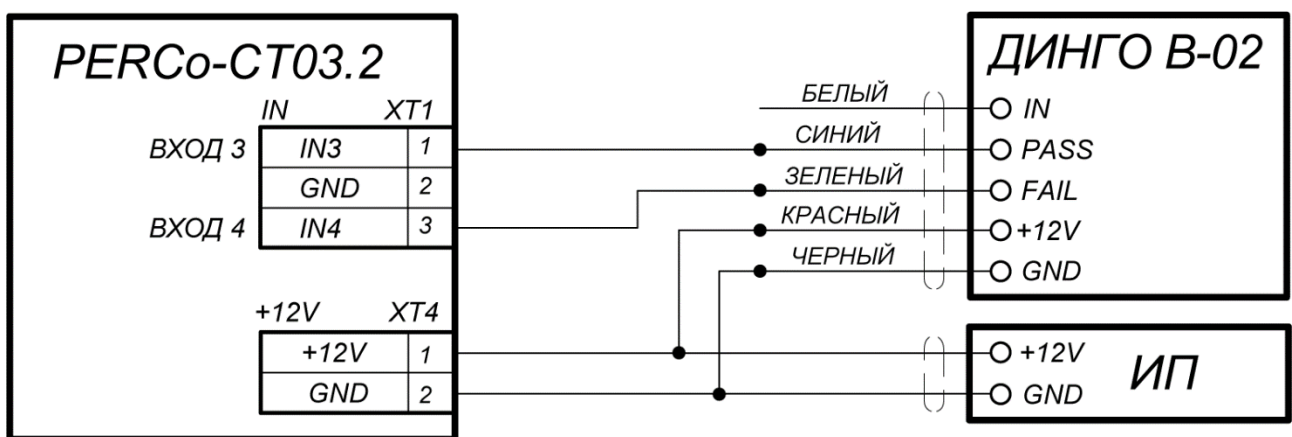 PERCo-CT03.2
IN XT1
ВХОД 3 IN3 1
GND 2
ВХОД 4 IN4 3
+12V XT4
+12V 1
GND 2
БЕЛЫЙ
СИНИЙ
ЗЕЛЕНЫЙ
КРАСНЫЙ
ЧЕРНЫЙ
ДИНГО В-02
IN
PASS
FAIL
+12V
GND
+12V
GND
ИП